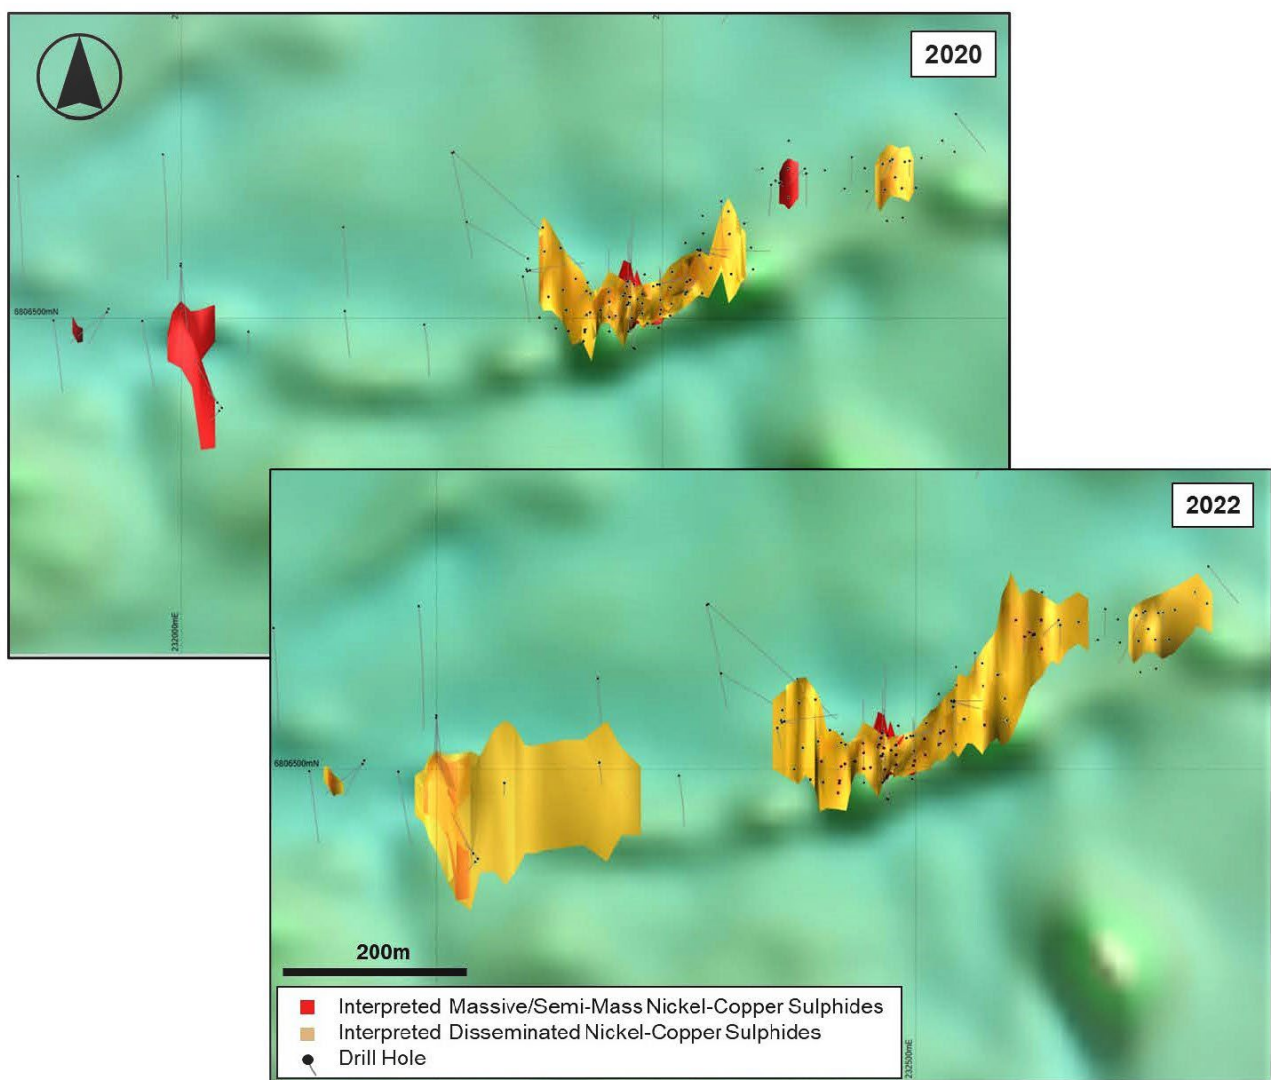 2020
6806500mN
232000mE
2022
6806500mN
200m
Interpreted Massive/Semi-Mass Nickel-Copper Sulphides
Interpreted Disseminated Nickel-Copper Sulphides
Drill Hole
232500mE